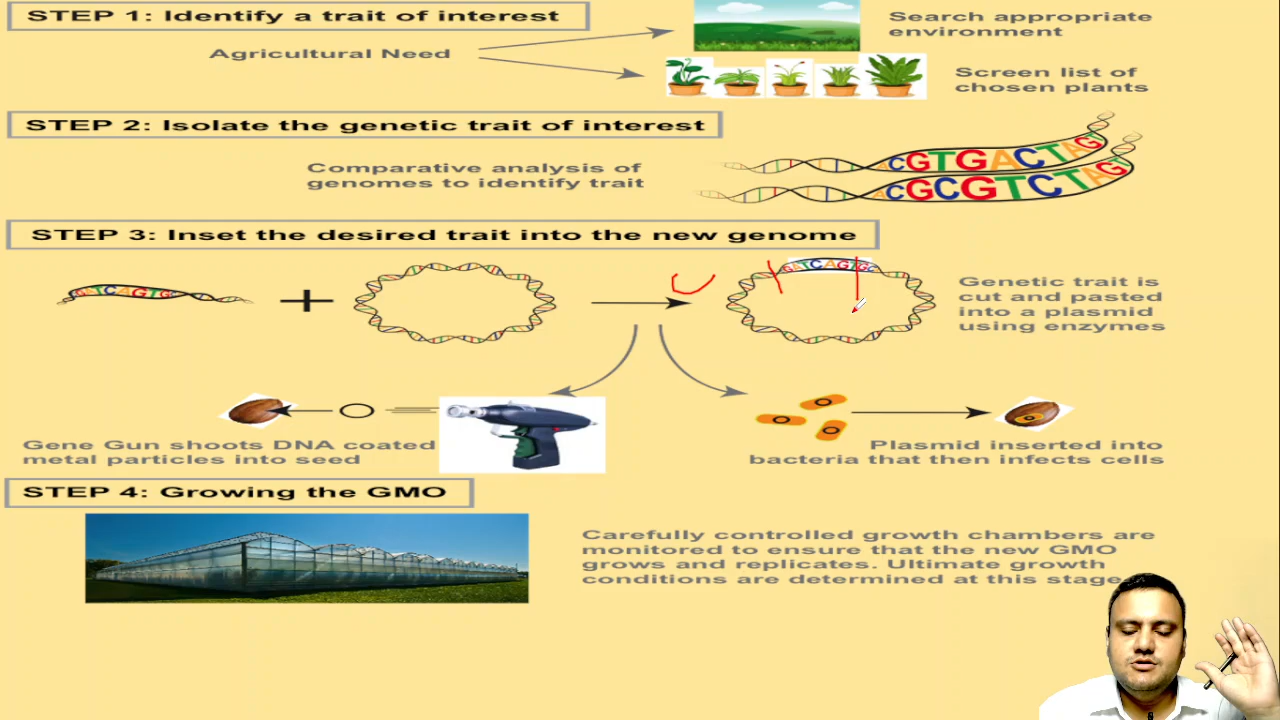 STEP 1: Identify a trait of interest
Agricultural Need
Search appropriate
environment
Screen list of
chosen plants
STEP 2: Isolate the genetic trait of interest
Comparative analysis of
genomes to identify trait
ACGTGACTAGT
ACGCGTCTAGT
STEP 3: Inset the desired trait into the new genome
GATCAGTG
+
GATCAGTGC
Genetic trait is
cut and pasted
into a plasmid
using enzymes
Gene Gun shoots DNA coated
metal particles into seed
Plasmid inserted into
bacteria that then infects cells
STEP 4: Growing the GMO
Carefully controlled growth chambers are
monitored to ensure that the new GMO
grows and replicates. Ultimate growth
conditions are determined at this stage